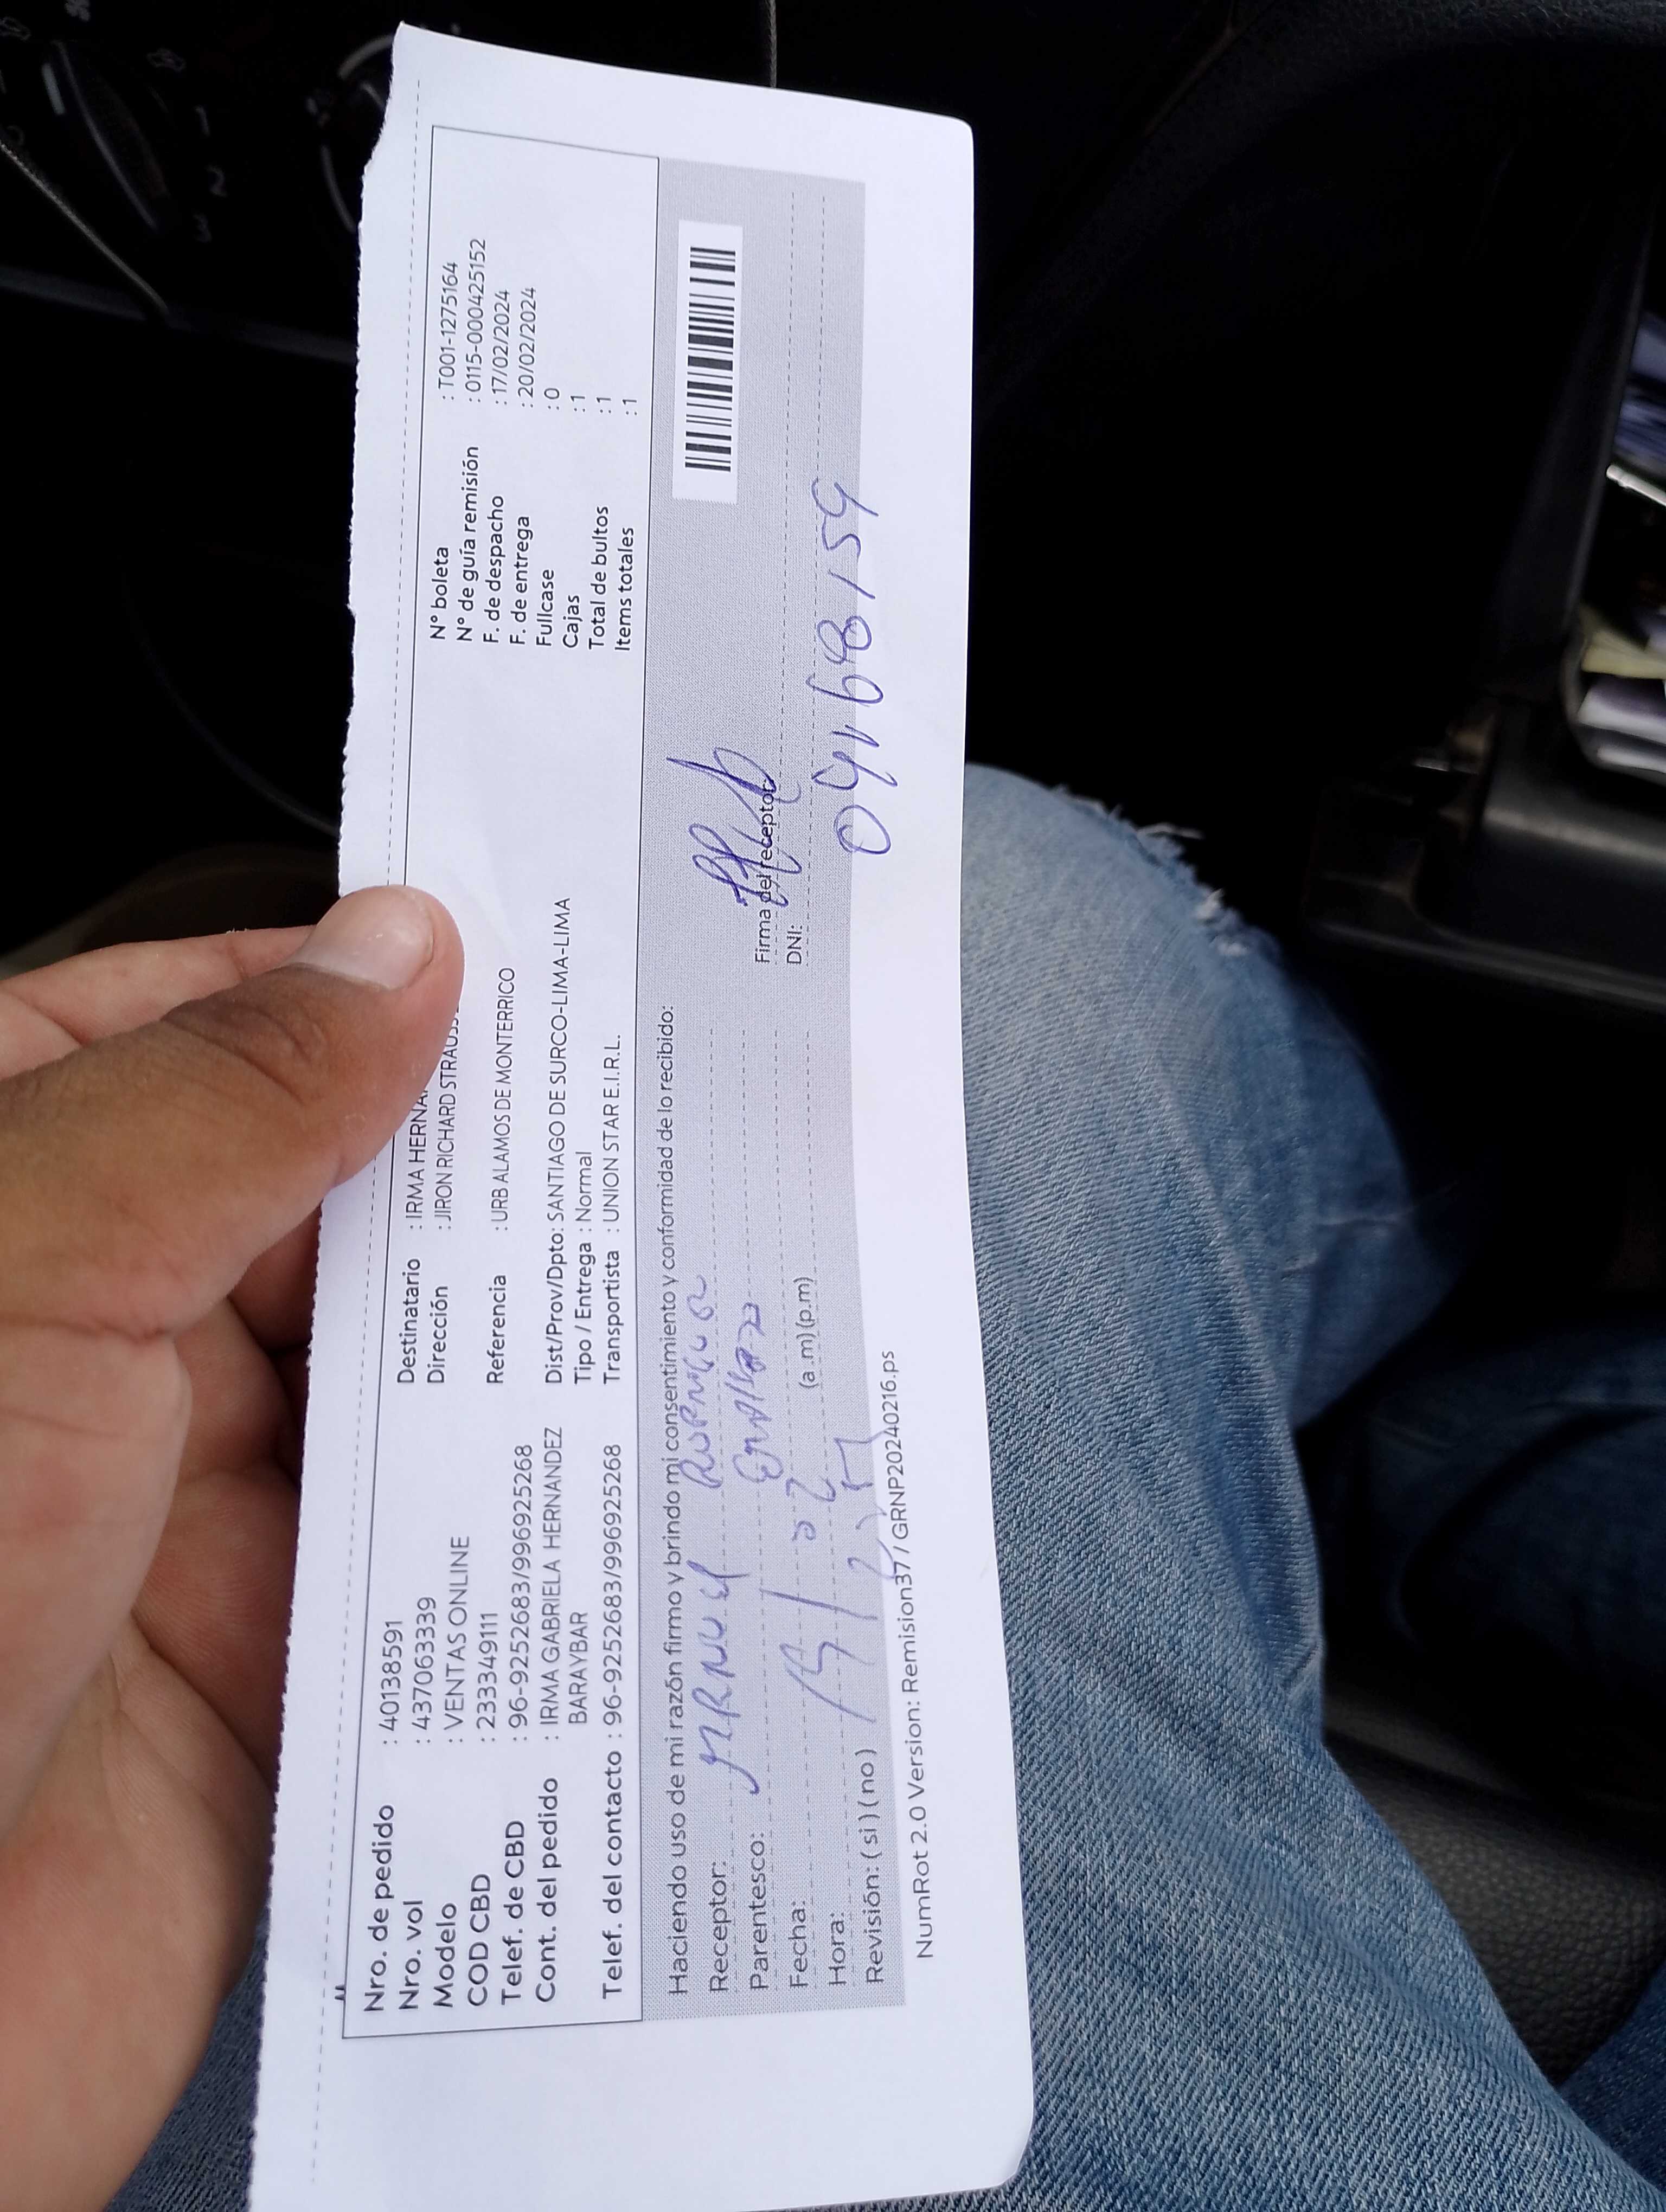 Nro. de pedido : 40138591
Nro. vol : 437063339
Modelo : VENTAS ONLINE
COD CBD : 233349111
Telef. de CBD : 96-9252683/996925268
Cont. del pedido : IRMA GABRIELA HERNANDEZ
BARAYBAR
Telef. del contacto : 96-9252683/996925268
Destinatario : IRMA HERNA
Dirección : JIRON RICHARD STRAUSS
Referencia : URB ALAMOS DE MONTERRICO
Dist/Prov/Dpto: SANTIAGO DE SURCO-LIMA-LIMA
Tipo / Entrega : Normal
Transportista : UNION STAR E.I.R.L.
N° boleta : T001-1275164
N° de guía remisión : 0115-000425152
F. de despacho : 17/02/2024
F. de entrega : 20/02/2024
Fullcase : 0
Cajas : 1
Total de bultos : 1
Items totales : 1
Haciendo uso de mi razón firmo y brindo mi consentimiento y conformidad de lo recibido:
Receptor:
Parentesco:
Fecha:
Hora: (a.m)(p.m)
Revisión: ( si ) ( no )
Firma del receptor:
DNI:
NumRot 2.0 Version: Remision37 / GRNP20240216.ps